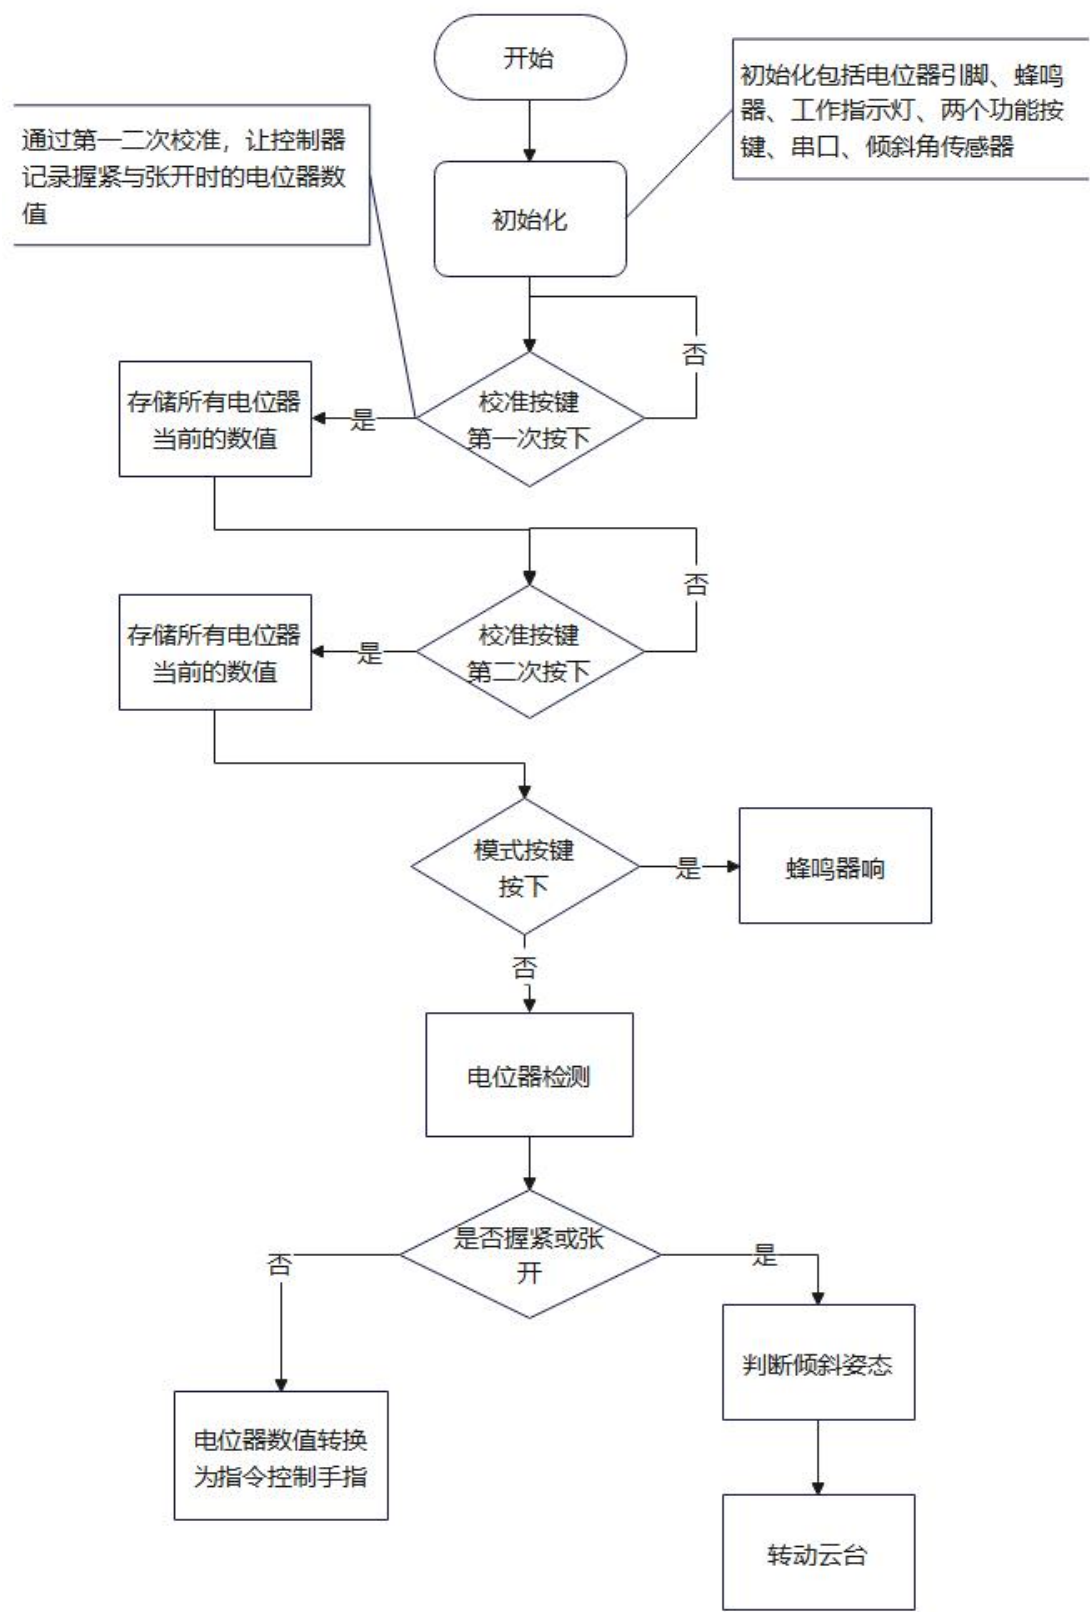 开始
初始化包括电位器引脚、蜂鸣
器、工作指示灯、两个功能按
键、串口、倾斜角传感器
通过第一二次校准，让控制器
记录握紧与张开时的电位器数
值
初始化
否
校准按键
第一次按下
是
存储所有电位器
当前的数值
否
校准按键
第二次按下
是
存储所有电位器
当前的数值
模式按键
按下
是
蜂鸣器响
否
电位器检测
是否握紧或张
开
否
是
判断倾斜姿态
电位器数值转换
为指令控制手指
转动云台